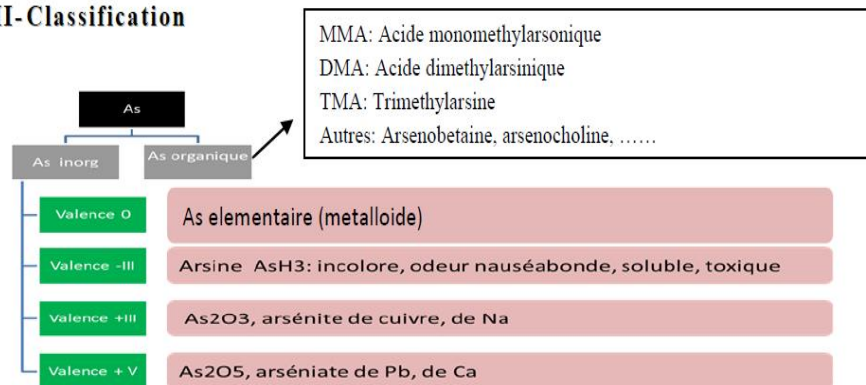 II-Classification
MMA: Acide monomethylarsonique
DMA: Acide dimethylarsinique
TMA: Trimethylarsine
Autres: Arsenobetaine, arsenocholine, ……
As
As inorg
As organique
Valence 0
As elementaire (metalloide)
Valence -III
Arsine AsH3: incolore, odeur nauséabonde, soluble, toxique
Valence +III
As2O3, arsénite de cuivre, de Na
Valence + V
As2O5, arséniate de Pb, de Ca